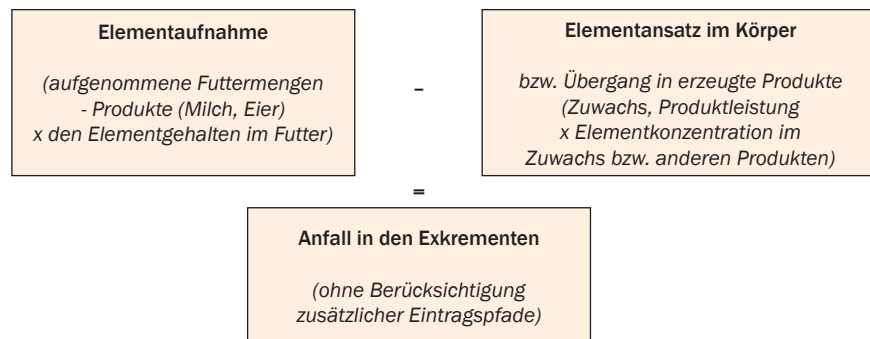 Elementaufnahme
(aufgenommene Futtermengen
- Produkte (Milch, Eier)
x den Elementgehalten im Futter)
–
Elementansatz im Körper
bzw. Übergang in erzeugte Produkte
(Zuwachs, Produktleistung
x Elementkonzentration im
Zuwachs bzw. anderen Produkten)
=
Anfall in den Exkrementen
(ohne Berücksichtigung
zusätzlicher Eintragspfade)